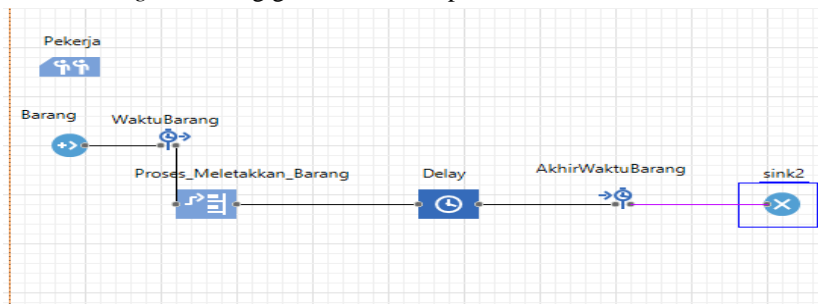 Pekerja
Barang
WaktuBarang
Proses_Meletakkan_Barang
Delay
AkhirWaktuBarang
sink2